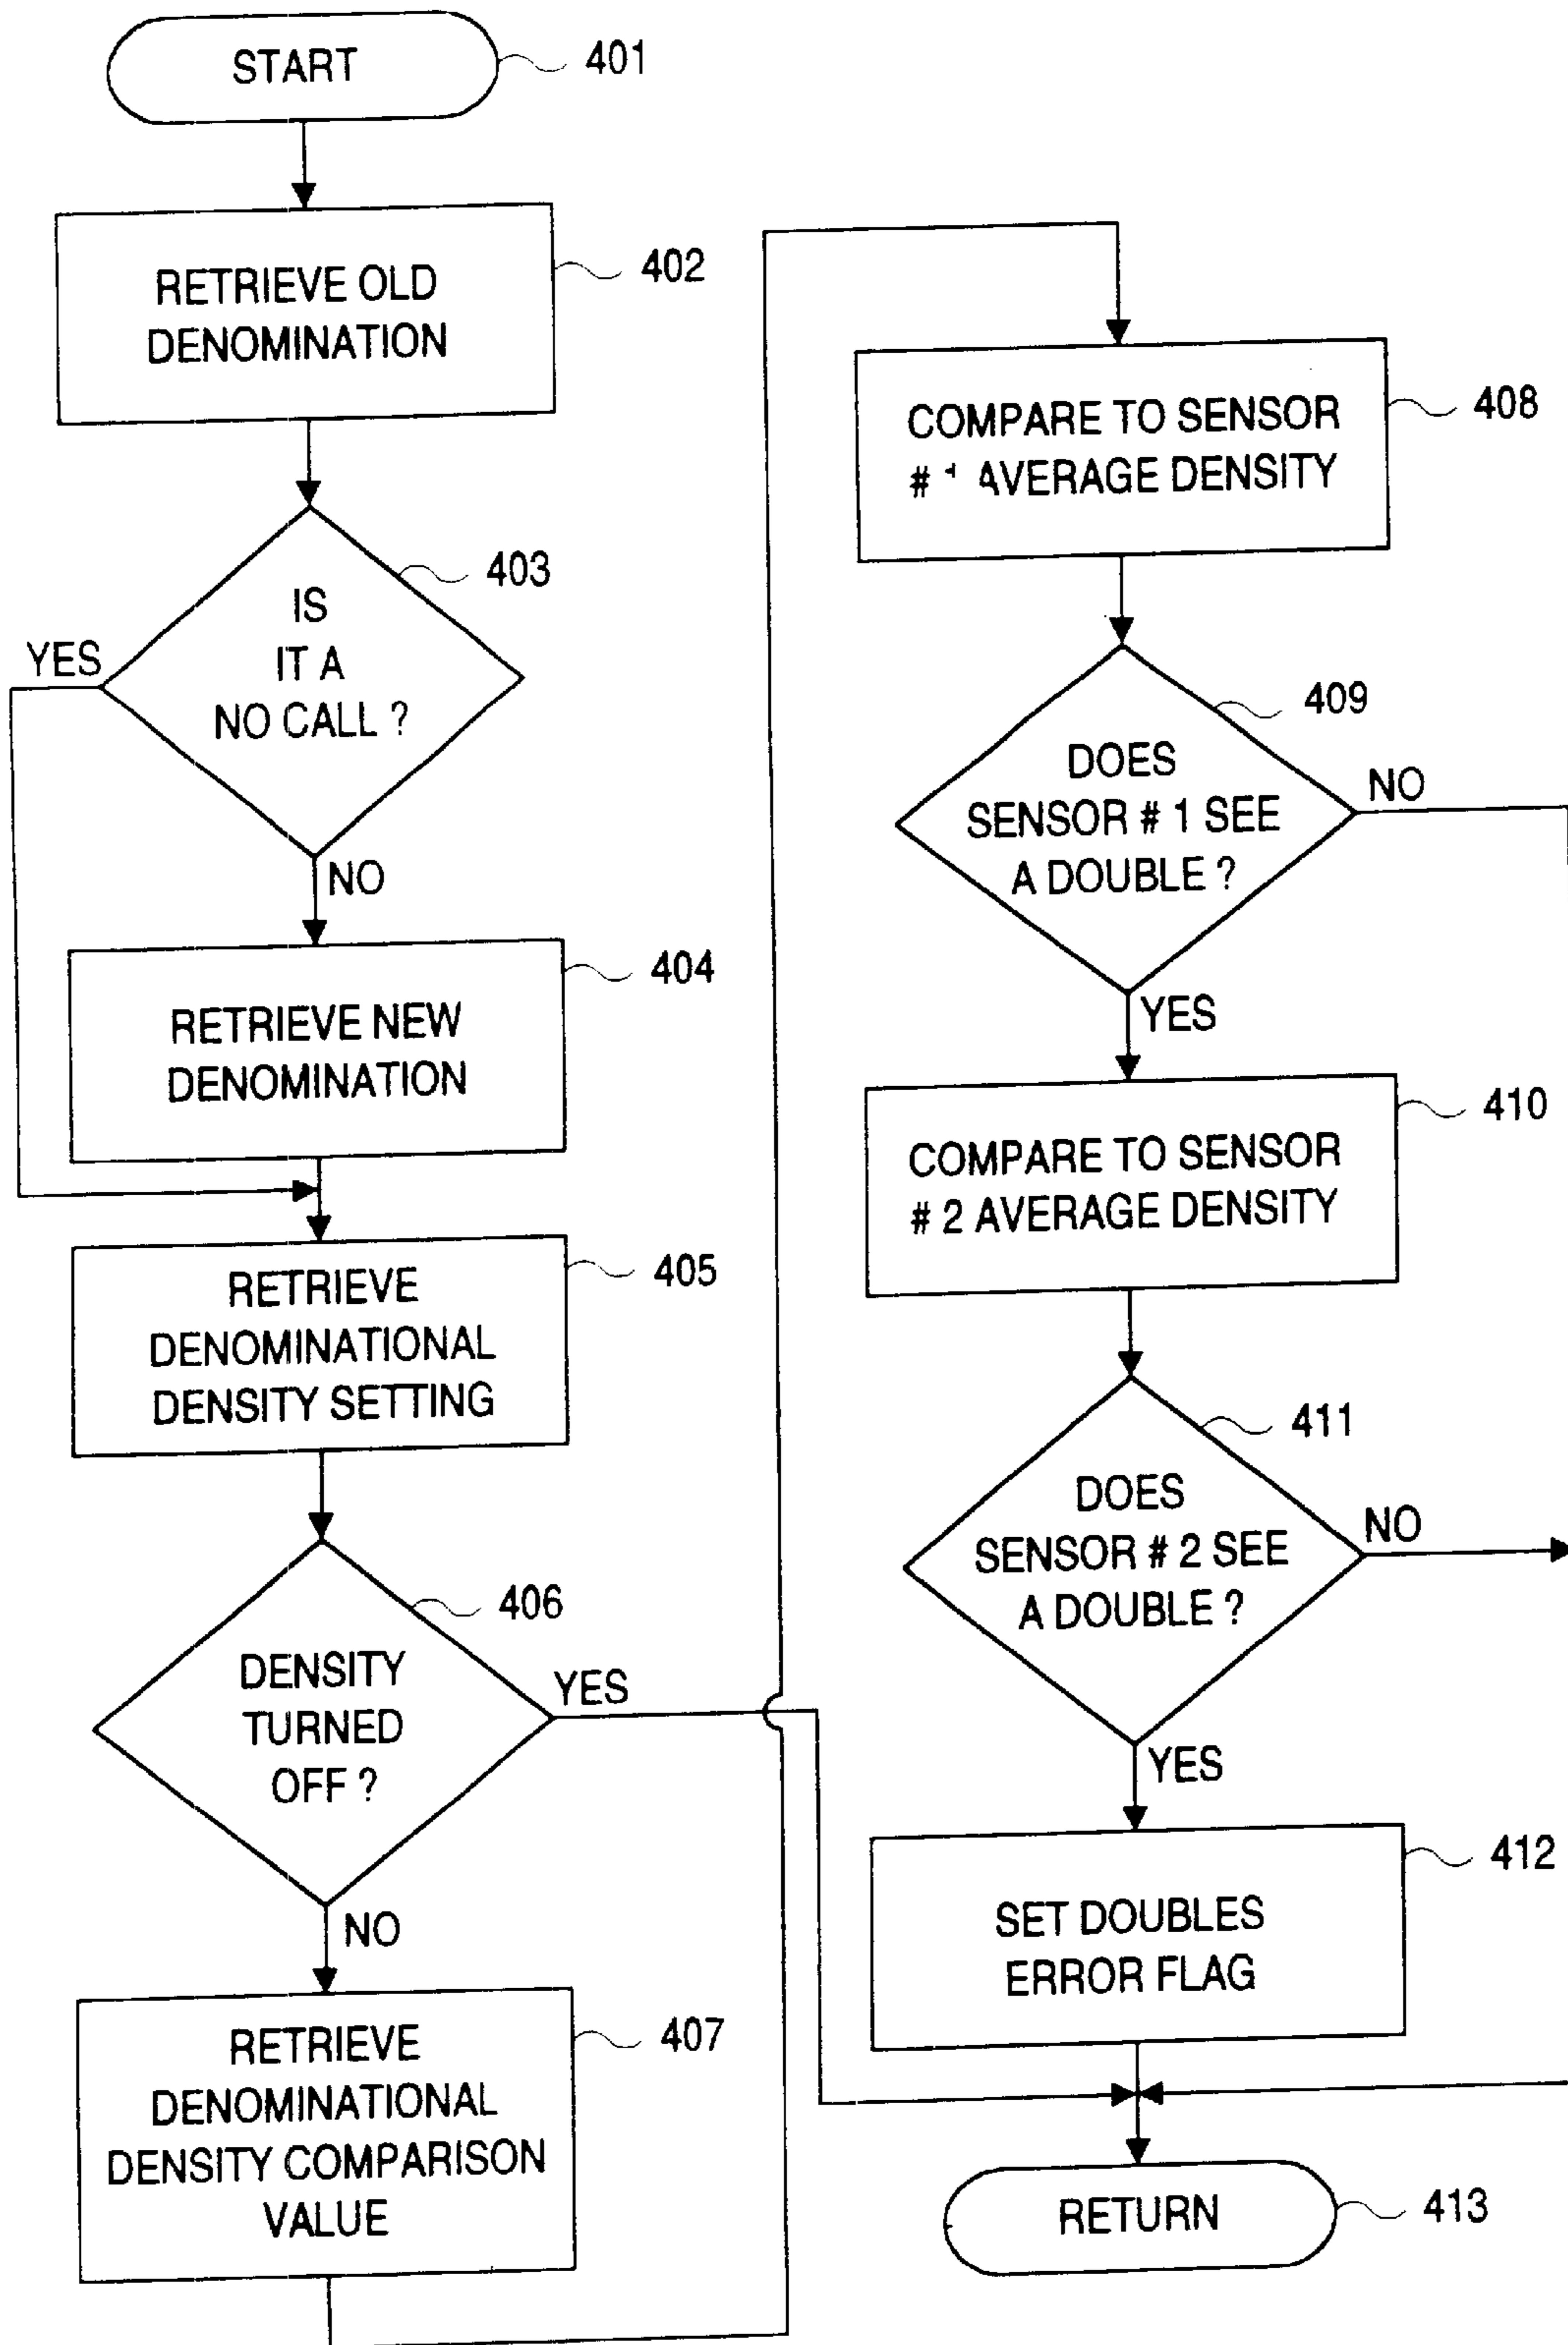 START
401
RETRIEVE OLD
DENOMINATION
402
IS
IT A
NO CALL ?
403
YES
NO
RETRIEVE NEW
DENOMINATION
404
RETRIEVE
DENOMINATIONAL
DENSITY SETTING
405
DENSITY
TURNED
OFF ?
406
YES
NO
RETRIEVE
DENOMINATIONAL
DENSITY COMPARISON
VALUE
407
COMPARE TO SENSOR
# 1 AVERAGE DENSITY
408
DOES
SENSOR # 1 SEE
A DOUBLE ?
409
NO
YES
COMPARE TO SENSOR
# 2 AVERAGE DENSITY
410
DOES
SENSOR # 2 SEE
A DOUBLE ?
411
NO
YES
SET DOUBLES
ERROR FLAG
412
RETURN
413